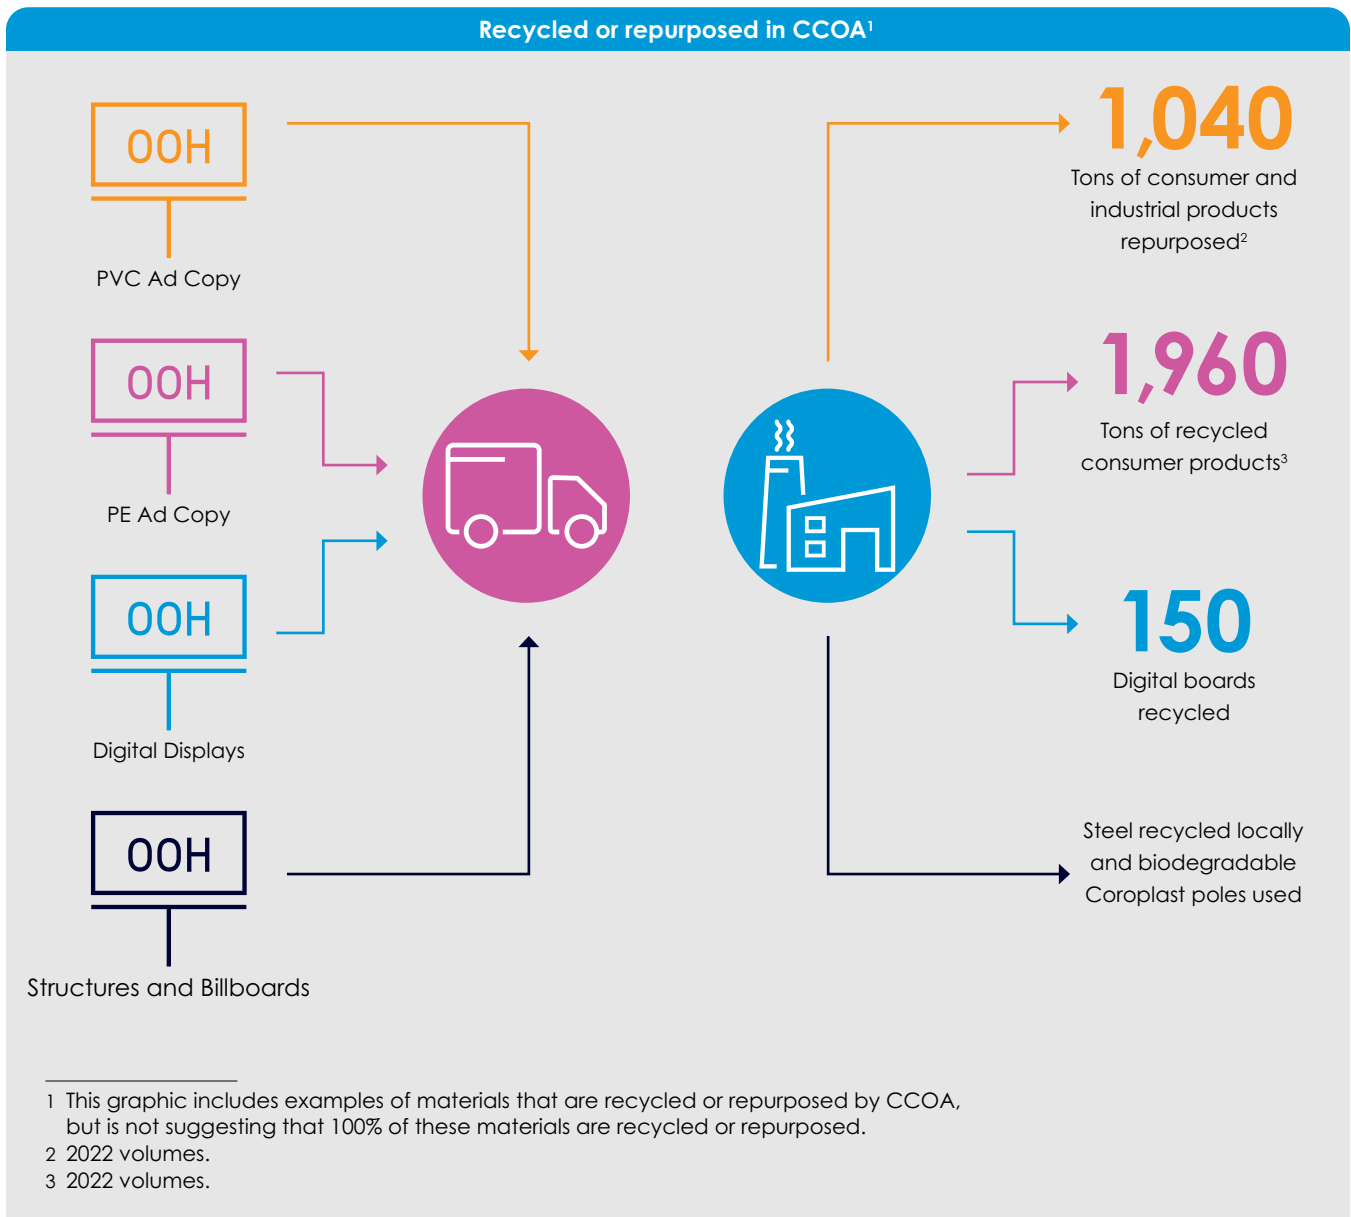 Recycled or repurposed in CCOA¹
OOH
PVC Ad Copy
OOH
PE Ad Copy
OOH
Digital Displays
OOH
Structures and Billboards
1,040
Tons of consumer and
industrial products
repurposed²
1,960
Tons of recycled
consumer products³
150
Digital boards
recycled
Steel recycled locally
and biodegradable
Coroplast poles used
1 This graphic includes examples of materials that are recycled or repurposed by CCOA,
but is not suggesting that 100% of these materials are recycled or repurposed.
2 2022 volumes.
3 2022 volumes.